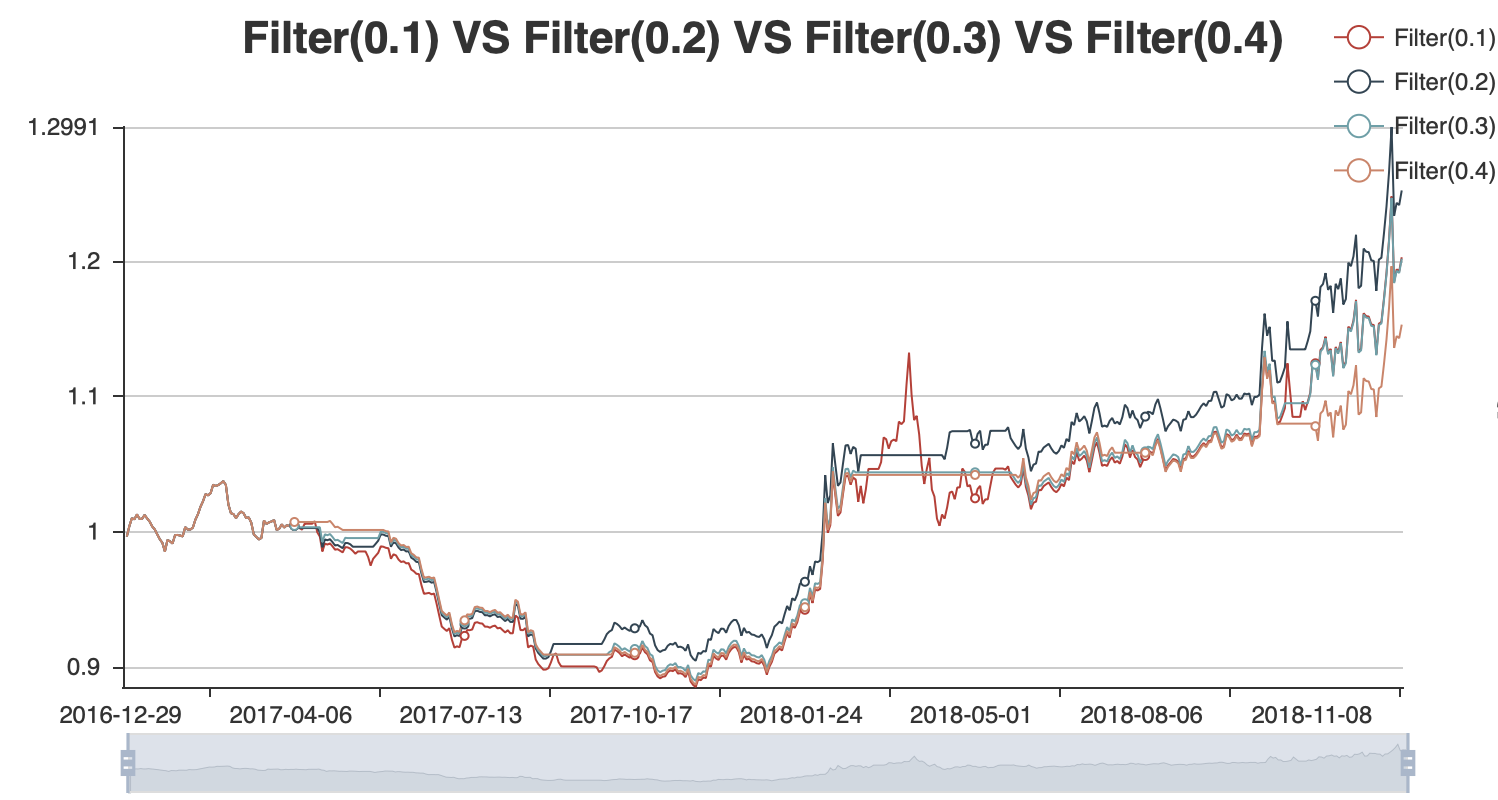 Filter(0.1) VS Filter(0.2) VS Filter(0.3) VS Filter(0.4)
Filter(0.1)
Filter(0.2)
Filter(0.3)
Filter(0.4)
1.2991
1.2
1.1
1
0.9
2016-12-29
2017-04-06
2017-07-13
2017-10-17
2018-01-24
2018-05-01
2018-08-06
2018-11-08